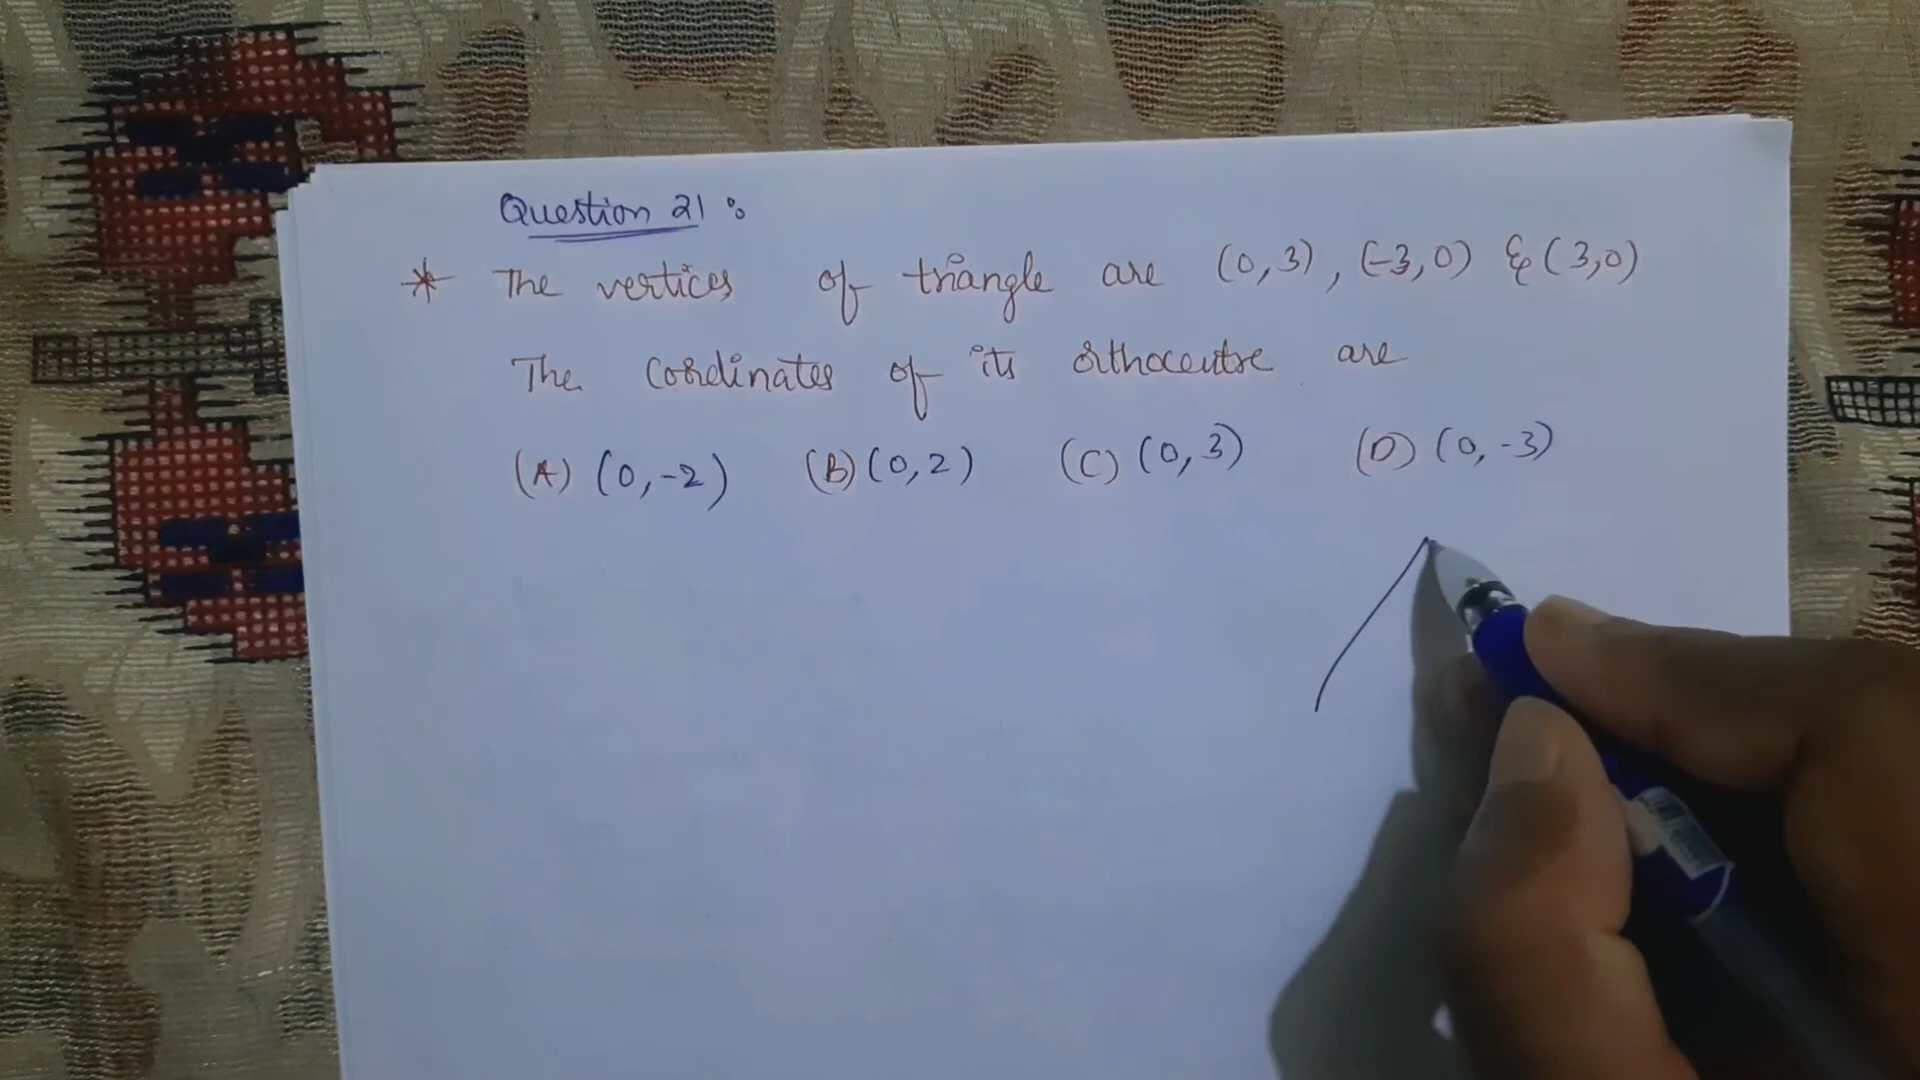 Question 21 :
* The vertices of triangle are (0,3), (-3,0) & (3,0)
The coordinates of its orthocentre are
(A) (0,-2) (B) (0,2) (C) (0,3) (D) (0,-3)